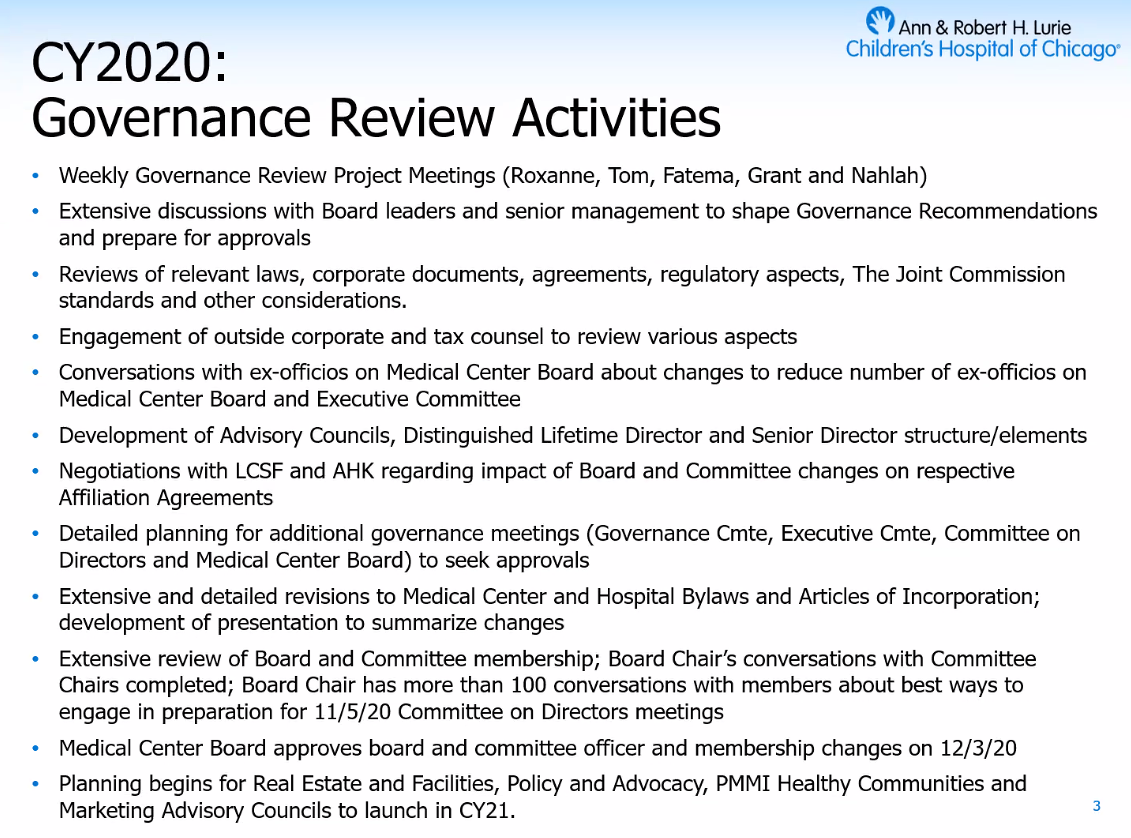 Ann & Robert H. Lurie
Children's Hospital of Chicago®
CY2020:
Governance Review Activities
• Weekly Governance Review Project Meetings (Roxanne, Tom, Fatema, Grant and Nahlah)
• Extensive discussions with Board leaders and senior management to shape Governance Recommendations
and prepare for approvals
• Reviews of relevant laws, corporate documents, agreements, regulatory aspects, The Joint Commission
standards and other considerations.
• Engagement of outside corporate and tax counsel to review various aspects
• Conversations with ex-officios on Medical Center Board about changes to reduce number of ex-officios on
Medical Center Board and Executive Committee
• Development of Advisory Councils, Distinguished Lifetime Director and Senior Director structure/elements
• Negotiations with LCSF and AHK regarding impact of Board and Committee changes on respective
Affiliation Agreements
• Detailed planning for additional governance meetings (Governance Cmte, Executive Cmte, Committee on
Directors and Medical Center Board) to seek approvals
• Extensive and detailed revisions to Medical Center and Hospital Bylaws and Articles of Incorporation;
development of presentation to summarize changes
• Extensive review of Board and Committee membership; Board Chair's conversations with Committee
Chairs completed; Board Chair has more than 100 conversations with members about best ways to
engage in preparation for 11/5/20 Committee on Directors meetings
• Medical Center Board approves board and committee officer and membership changes on 12/3/20
• Planning begins for Real Estate and Facilities, Policy and Advocacy, PMMI Healthy Communities and
Marketing Advisory Councils to launch in CY21.
3